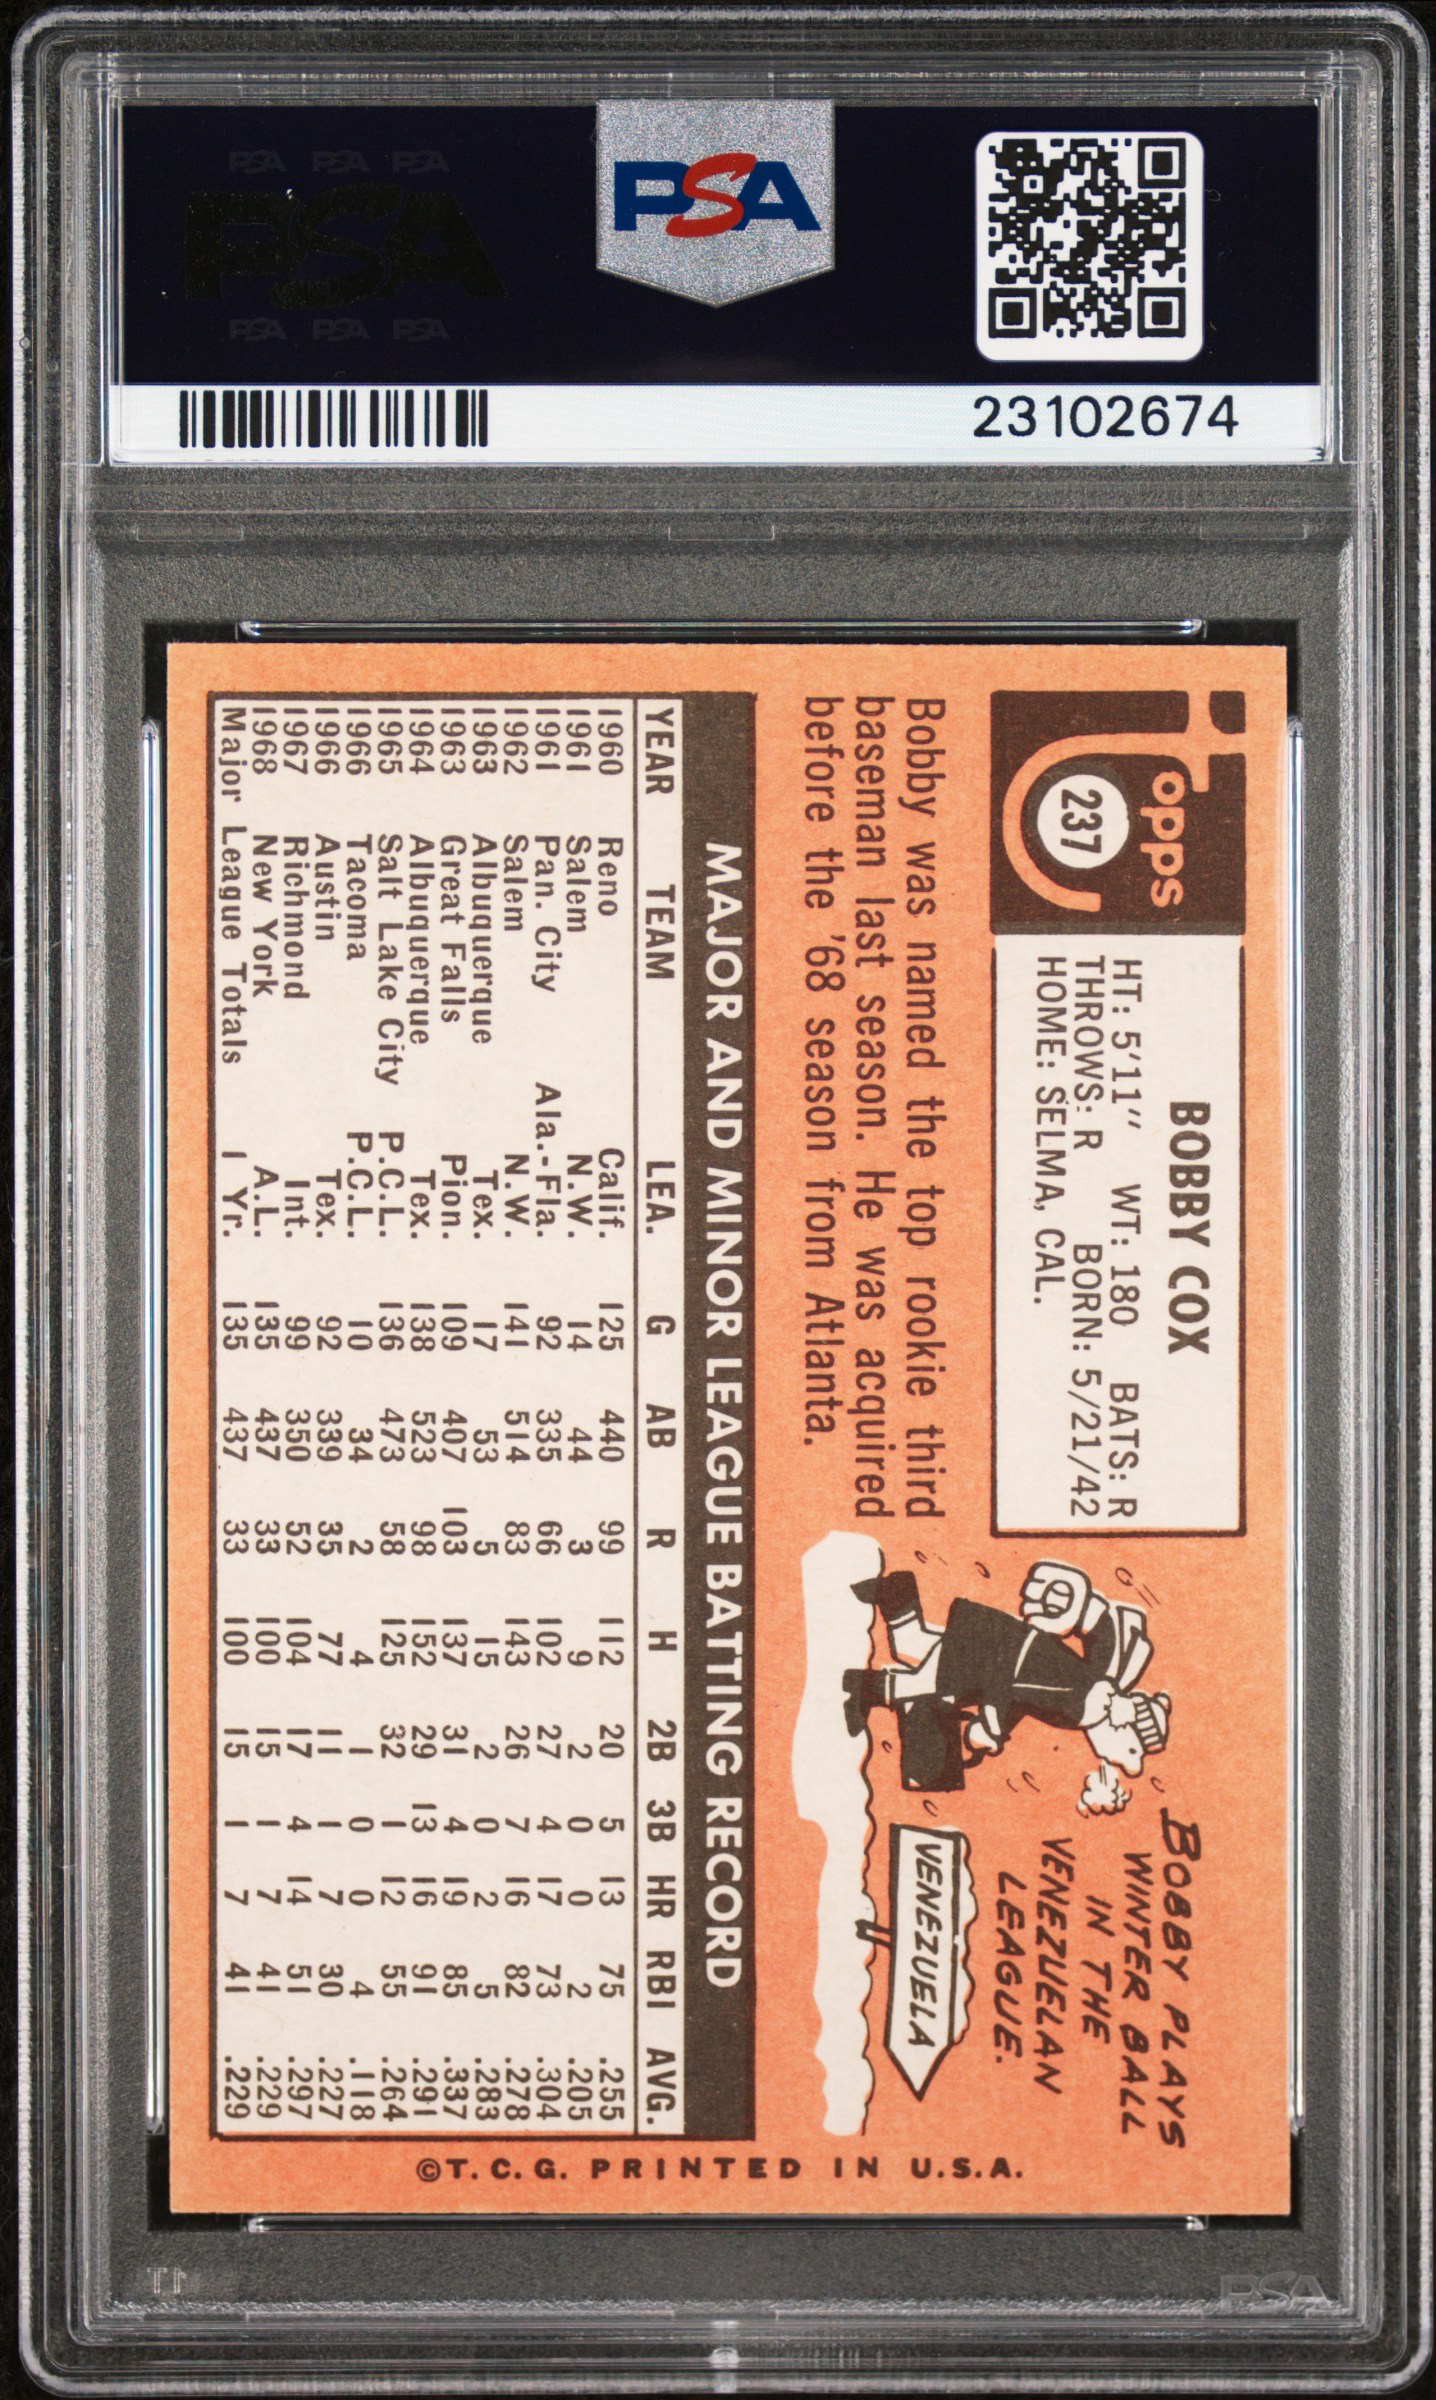 PSA PSA PSA
PSA
PSA PSA PSA
PSA
23102674
Topps
237
BOBBY COX
HT: 5'11" WT: 180 BATS: R
THROWS: R BORN: 5/21/42
HOME: SELMA, CAL.
Bobby was named the top rookie third
baseman last season. He was acquired
before the '68 season from Atlanta.
BOBBY PLAYS
WINTER BALL
IN THE
VENEZUELAN
LEAGUE.
VENEZUELA
MAJOR AND MINOR LEAGUE BATTING RECORD
YEAR TEAM LEA. G AB R H 2B 3B HR RBI AVG.
1960 Reno Calif. 125 440 99 112 20 5 13 75 .255
1961 Salem N.W. 14 44 3 9 2 0 0 2 .205
1961 Pan. City Ala.-Fla. 92 335 66 102 27 4 17 73 .304
1962 Salem N.W. 141 514 83 143 26 7 16 82 .278
1963 Albuquerque Tex. 17 53 5 15 2 0 2 5 .283
1963 Great Falls Pion. 109 407 103 137 31 4 19 85 .337
1964 Albuquerque Tex. 138 523 98 152 29 13 16 91 .291
1965 Salt Lake City P.C.L. 136 473 58 125 32 1 12 55 .264
1966 Tacoma P.C.L. 10 34 2 4 1 0 0 4 .118
1966 Austin Tex. 92 339 35 77 11 1 7 30 .227
1967 Richmond Int. 99 350 52 104 17 4 14 51 .297
1968 New York A.L. 135 437 33 100 15 1 7 41 .229
Major League Totals 1 Yr. 135 437 33 100 15 1 7 41 .229
©T.C.G. PRINTED IN U.S.A.
PSA